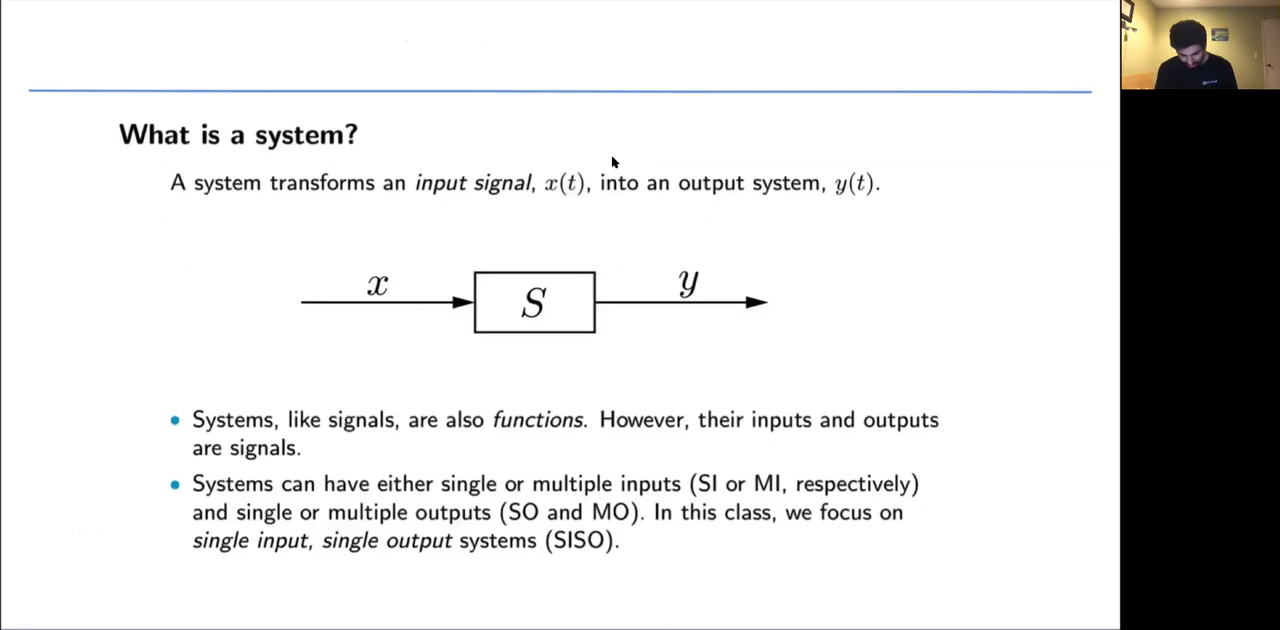 What is a system?
A system transforms an input signal, x(t), into an output system, y(t).
x
S
y
• Systems, like signals, are also functions. However, their inputs and outputs
are signals.
• Systems can have either single or multiple inputs (SI or MI, respectively)
and single or multiple outputs (SO and MO). In this class, we focus on
single input, single output systems (SISO).